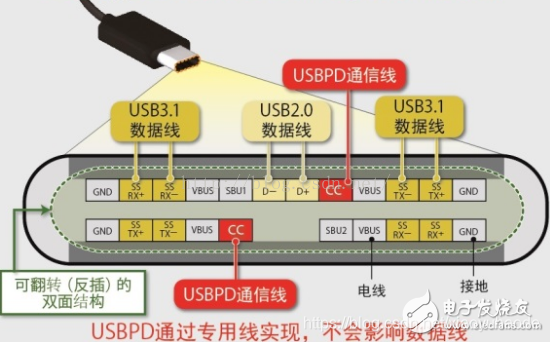 USBPD通信线
USB3.1
数据线
USB2.0
数据线
USB3.1
数据线
GND SS RX+ SS RX− VBUS SBU1 D− D+ CC VBUS SS TX− SS TX+ GND
GND SS TX+ SS TX− VBUS CC SBU2 VBUS SS RX− SS RX+ GND
可翻转（反插）的
双面结构
USBPD通信线
电线
接地
USBPD通过专用线实现，不会影响数据线
电子发烧友